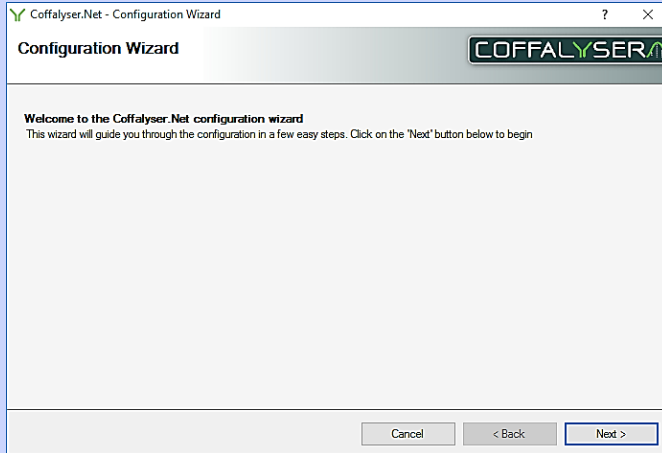 Coffalyser.Net - Configuration Wizard
?
Configuration Wizard
COFFALYSER
Welcome to the Coffalyser.Net configuration wizard
This wizard will guide you through the configuration in a few easy steps. Click on the 'Next' button below to begin
Cancel
< Back
Next >